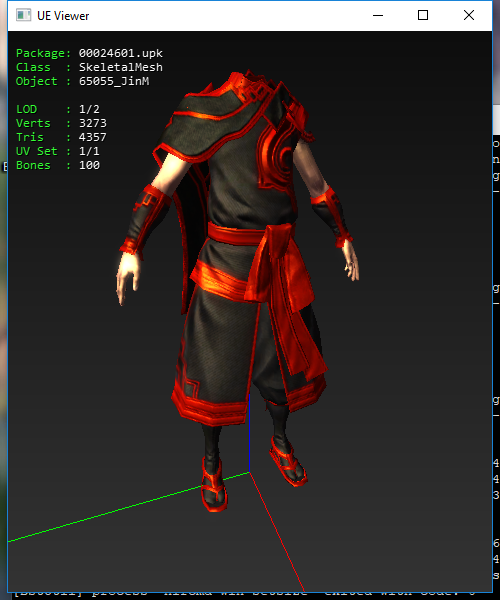 UE Viewer
Package: 00024601.upk
Class : SkeletalMesh
Object : 65055_JinM
LOD : 1/2
Verts : 3273
Tris : 4357
UV Set : 1/1
Bones : 100